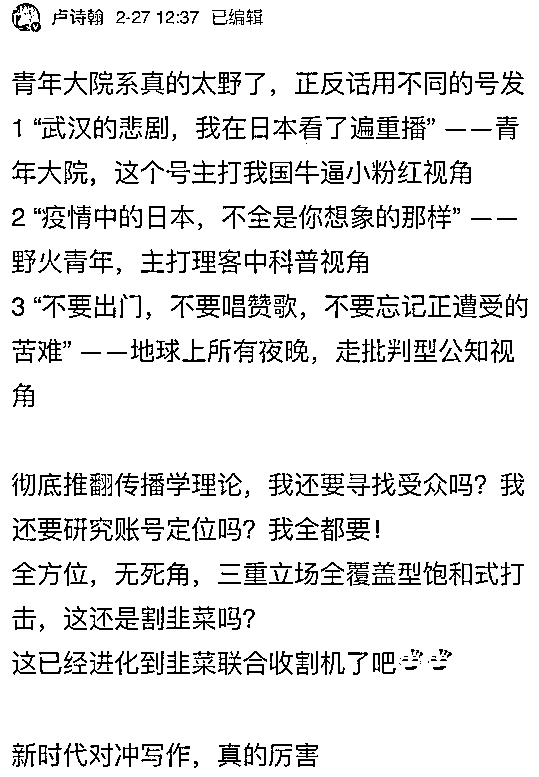 卢诗翰 2-27 12:37 已编辑
青年大院系真的太野了，正反话用不同的号发
1 “武汉的悲剧，我在日本看了遍重播” ——青
年大院，这个号主打我国牛逼小粉红视角
2 “疫情中的日本，不全是你想象的那样” ——
野火青年，主打理客中科普视角
3 “不要出门，不要唱赞歌，不要忘记正遭受的
苦难” ——地球上所有夜晚，走批判型公知视
角
彻底推翻传播学理论，我还要寻找受众吗？我
还要研究账号定位吗？我全都要！
全方位，无死角，三重立场全覆盖型饱和式打
击，这还是割韭菜吗？
这已经进化到韭菜联合收割机了吧
新时代对冲写作，真的厉害